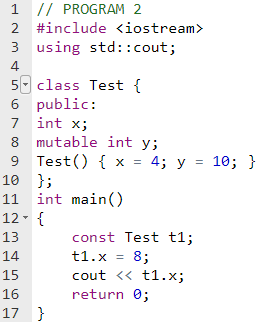 1 // PROGRAM 2
2 #include <iostream>
3 using std::cout;
4
5 class Test {
6 public:
7 int x;
8 mutable int y;
9 Test() { x = 4; y = 10; }
10 };
11 int main()
12 {
13     const Test t1;
14     t1.x = 8;
15     cout << t1.x;
16     return 0;
17 }